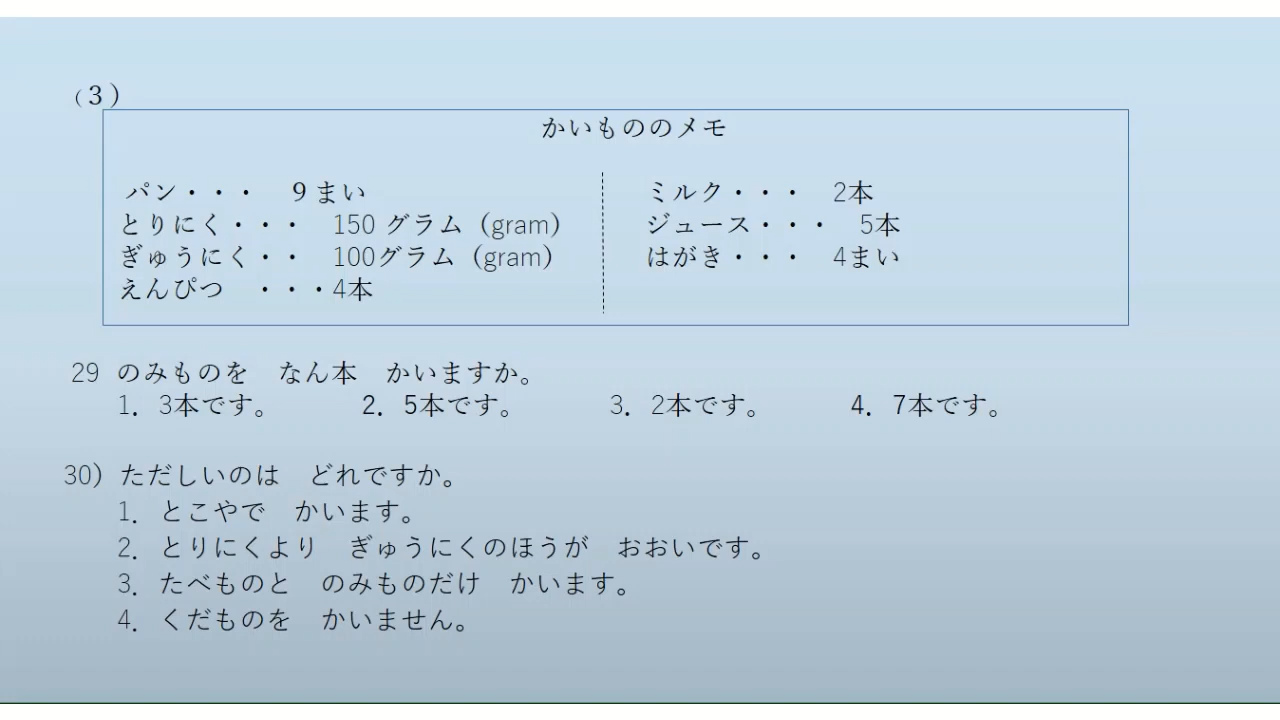 （３）
かいもののメモ
パン・・・　９まい
とりにく・・・　150 グラム（gram）
ぎゅうにく・・　100グラム（gram）
えんぴつ　・・・4本
ミルク・・・　2本
ジュース・・・　5本
はがき・・・　4まい
29 のみものを　なん本　かいますか。
1．3本です。　2．5本です。　3．2本です。　4．7本です。
30）ただしいのは　どれですか。
1．とこやで　かいます。
2．とりにくより　ぎゅうにくのほうが　おおいです。
3．たべものと　のみものだけ　かいます。
4．くだものを　かいません。